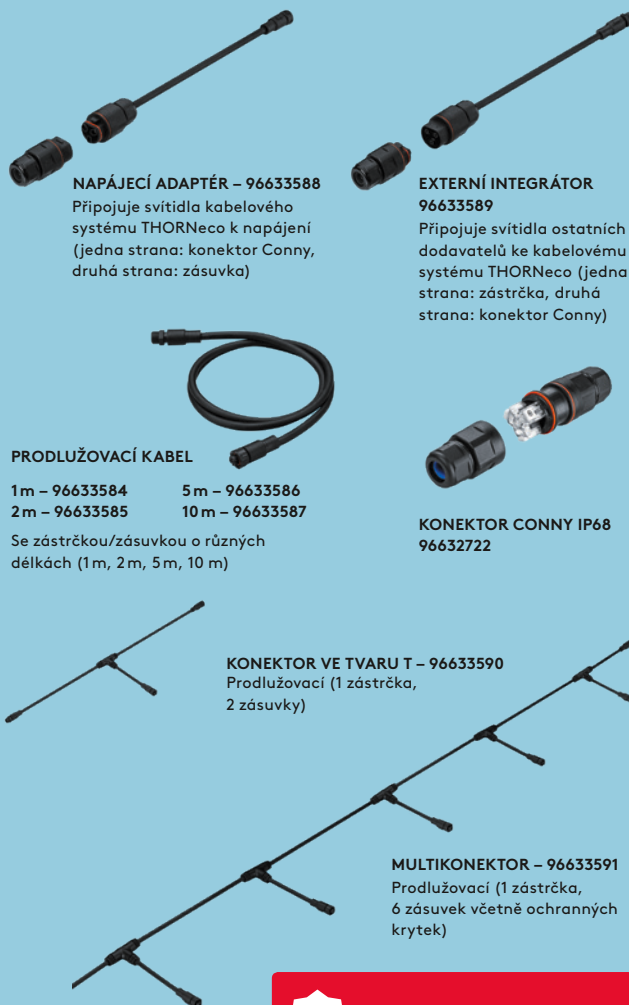 NAPÁJECÍ ADAPTÉR – 96633588
Připojuje svítidla kabelového
systému THORNeco k napájení
(jedna strana: konektor Conny,
druhá strana: zásuvka)
EXTERNÍ INTEGRÁTOR
96633589
Připojuje svítidla ostatních
dodavatelů ke kabelovému
systému THORNeco (jedna
strana: zástrčka, druhá
strana: konektor Conny)
PRODLUŽOVACÍ KABEL
1 m – 96633584 5 m – 96633586
2 m – 96633585 10 m – 96633587
Se zástrčkou/zásuvkou o různých
délkách (1 m, 2 m, 5 m, 10 m)
KONEKTOR CONNY IP68
96632722
KONEKTOR VE TVARU T – 96633590
Prodlužovací (1 zástrčka,
2 zásuvky)
MULTIKONEKTOR – 96633591
Prodlužovací (1 zástrčka,
6 zásuvek včetně ochranných
krytek)